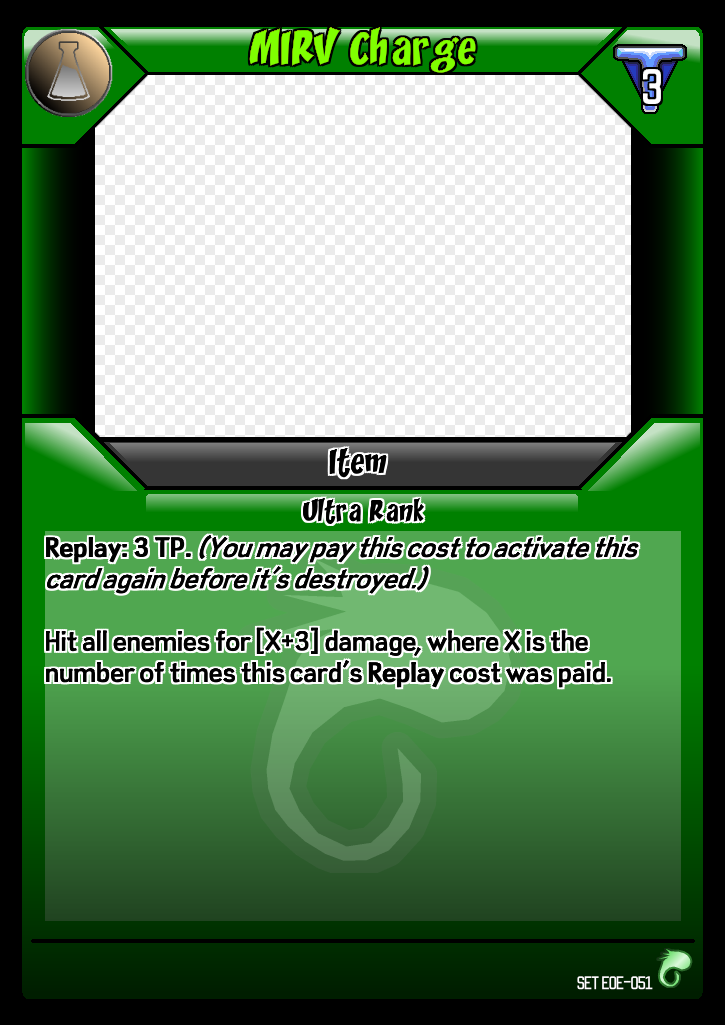 MIRV Charge
3
Item
Ultra Rank
Replay: 3 TP. (You may pay this cost to activate this
card again before it's destroyed.)
Hit all enemies for [X+3] damage, where X is the
number of times this card's Replay cost was paid.
SET EOE-051